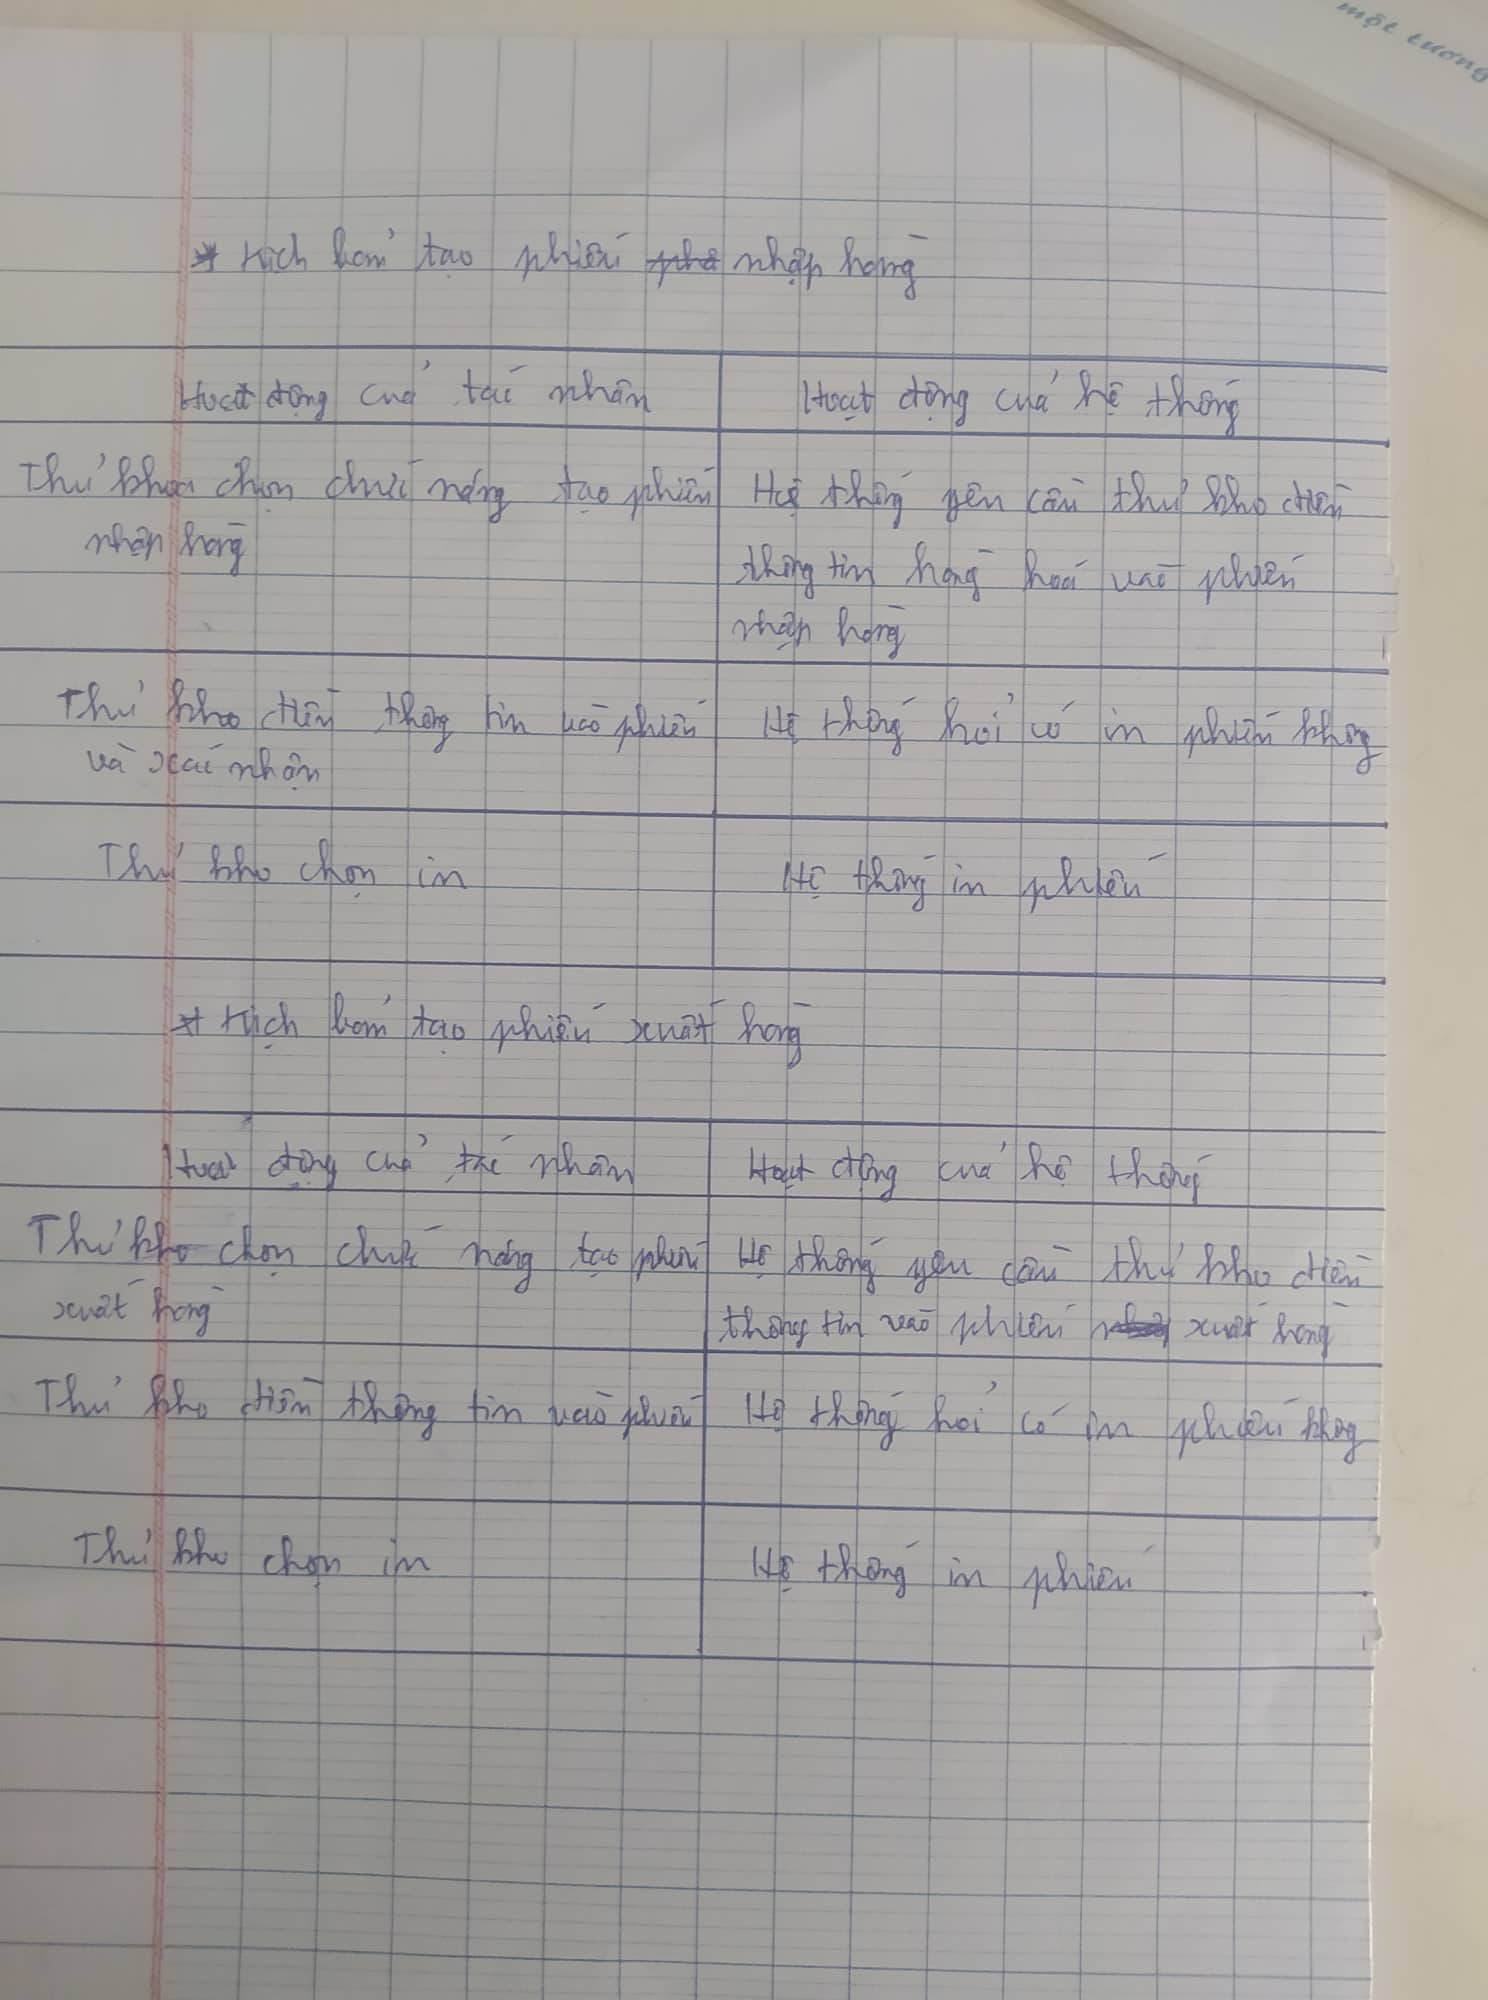 một tương
* Kịch bản tạo phiếu nhập hàng
Hoạt động của tác nhân
Hoạt động của hệ thống
Thủ kho chọn chức năng tạo phiếu
nhập hàng
Hệ thống yêu cầu thủ kho điền
thông tin hàng hoá vào phiếu
nhập hàng
Thủ kho điền thông tin vào phiếu
và xác nhận
Hệ thống hỏi có in phiếu không
Thủ kho chọn in
Hệ thống in phiếu
* Kịch bản tạo phiếu xuất hàng
Hoạt động của tác nhân
Hoạt động của hệ thống
Thủ kho chọn chức năng tạo phiếu
xuất hàng
Hệ thống yêu cầu thủ kho điền
thông tin vào phiếu xuất hàng
Thủ kho điền thông tin vào phiếu
Hệ thống hỏi có in phiếu không
Thủ kho chọn in
Hệ thống in phiếu